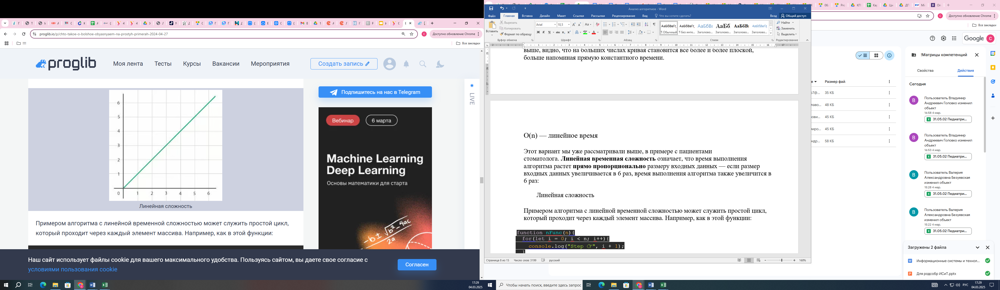 proglib.io/p/chto-takoe-o-bolshoe-obyasnyaem-na-prostyh-primerah-2024-04-27
Доступно обновление Chrome
!!!!
Все закладки
proglib
Моя лента
Тесты
Курсы
Вакансии
Мероприятия
Создать запись
6
5
4
3
2
1
0 1 2 3 4 5 6
Линейная сложность
Примером алгоритма с линейной временной сложностью может служить простой цикл,
который проходит через каждый элемент массива. Например, как в этой функции:
Подпишитесь на нас в Telegram
LIVE
Вебинар
6 марта
Machine Learning
Deep Learning
Основы математики для старта
-b ± √b²-4ac
2a
Наш сайт использует файлы cookie для вашего максимального удобства. Пользуясь сайтом, вы даете свое согласие с
условиями пользования cookie
Согласен
17:29
04.03.2025
Анализ алгоритмов - Word
Файл
Главная
Вставка
Дизайн
Макет
Ссылки
Рассылки
Рецензирование
Вид
Что вы хотите сделать?
Вход
Общий доступ
Вставить
Вырезать
Копировать
Формат по образцу
Буфер обмена
Arial
10,5
Шрифт
Абзац
АаБбВвГг,
¶ Обычный
АаБбВвГг,
¶ Без инте...
Заголово...
Заголово...
Заголово...
Заголово...
Стили
Найти
Заменить
Выделить
Редактирование
выше, видно, что на больших числах кривая становится все более и более плоской,
больше напоминая прямую константного времени.
O(n) — линейное время
Этот вариант мы уже рассматривали выше, в примере с пациентами
стоматолога. Линейная временная сложность означает, что время выполнения
алгоритма растет прямо пропорционально размеру входных данных — если размер
входных данных увеличивается в 6 раз, время выполнения алгоритма также увеличится в
6 раз:
Линейная сложность
Примером алгоритма с линейной временной сложностью может служить простой цикл,
который проходит через каждый элемент массива. Например, как в этой функции:
function nFunc(n){
for(let i = 0; i < n; i++){
console.log("Step 👉", i + 1);
}
Страница 8 из 15
Число слов: 3199
русский
160%
Доступно обновление Chrome
Все закладки
Google
Размер фай
35 КБ
48 КБ
45 КБ
45 КБ
58 КБ
!Матрицы компетенций
Свойства
Действия
Сегодня
Пользователь Владимир
Андреевич Головко изменил
объект
16:58 4 мар.
31.05.02 Педиатри...
Пользователь Владимир
Андреевич Головко изменил
объект
16:53 4 мар.
31.05.02 Педиатри...
Пользователь Валерия
Александровна Безуевская
изменил объект
15:28 4 мар.
31.05.02 Педиатри...
Пользователь Валерия
Александровна Безуевская
изменил объект
15:22 4 мар.
31.05.02 Педиатри...
Загружены 2 файла
Информационные системы и технол...
Для родсобр ИСиТ.pptx
Чтобы начать поиск, введите здесь запрос
РУС
17:29
04.03.2025